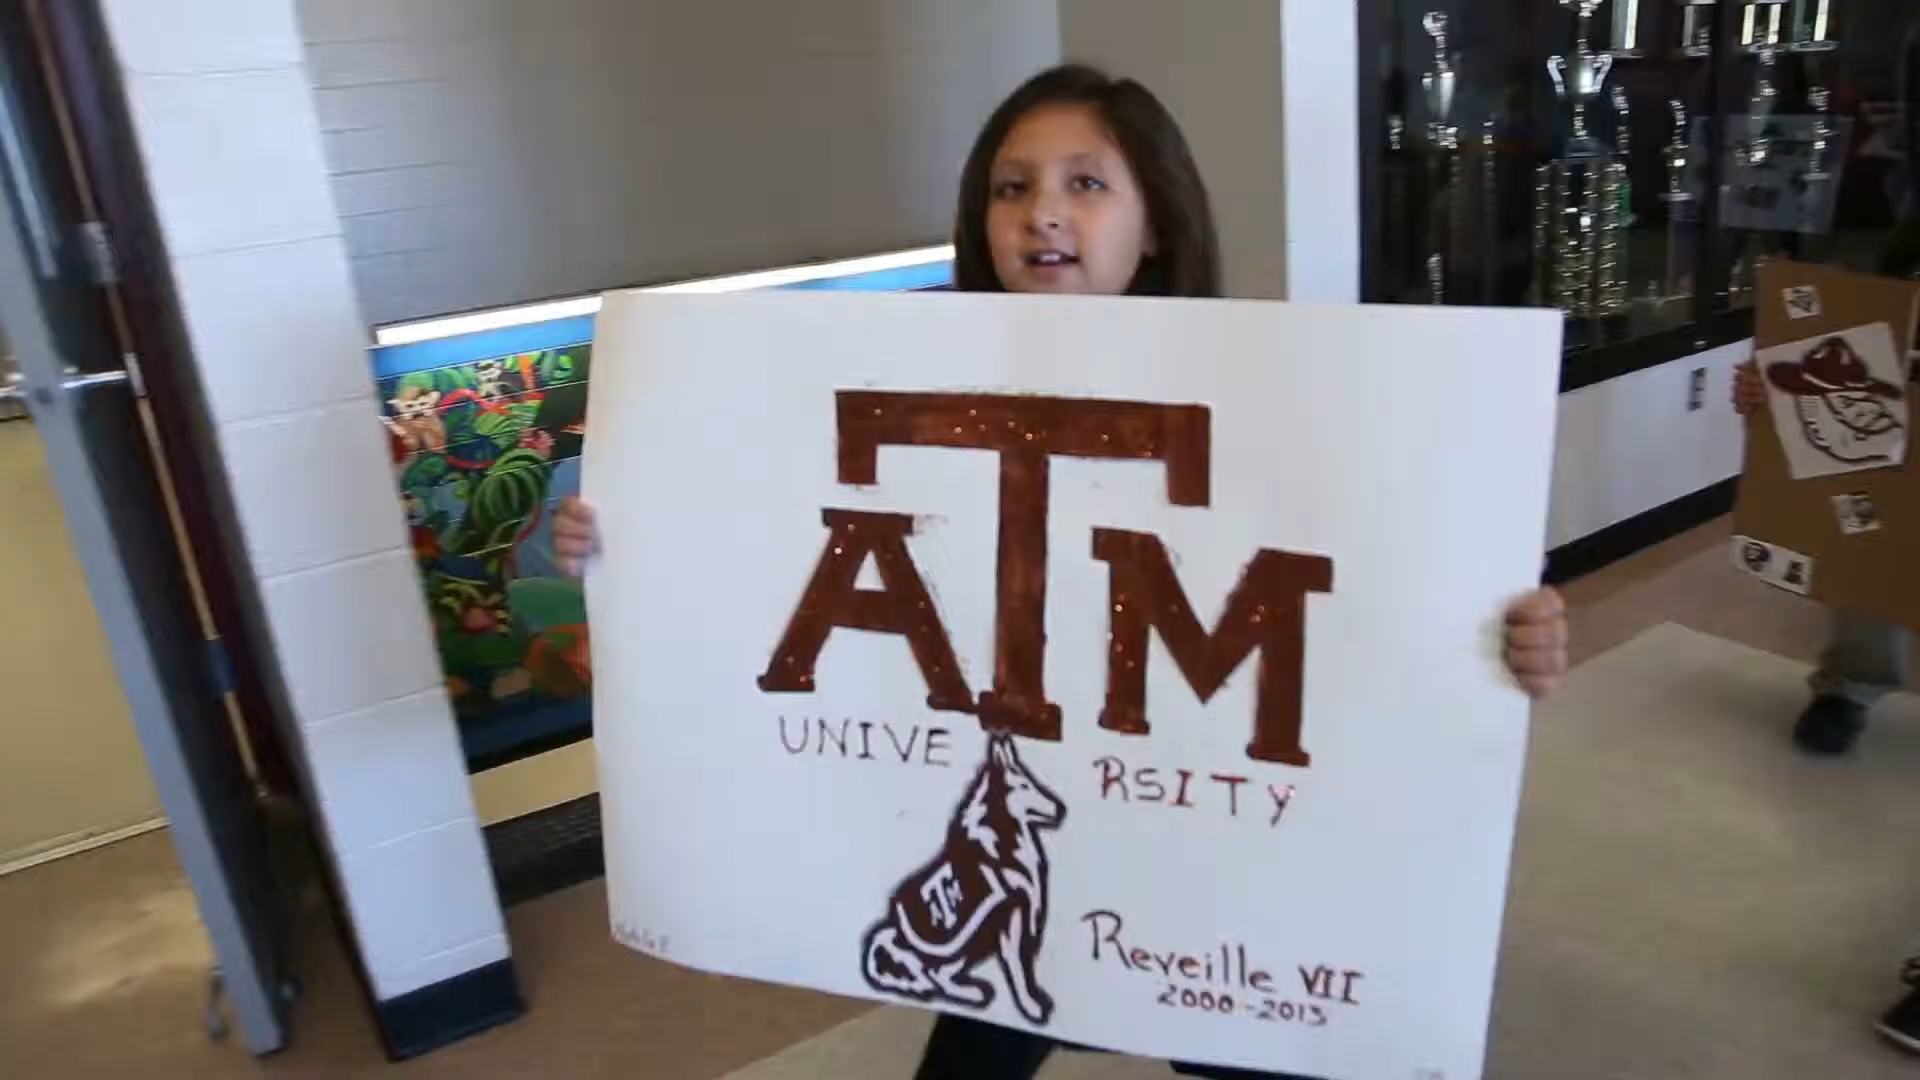 ATM
UNIVE RSITY
ATM
Reveille VII
2000-2013